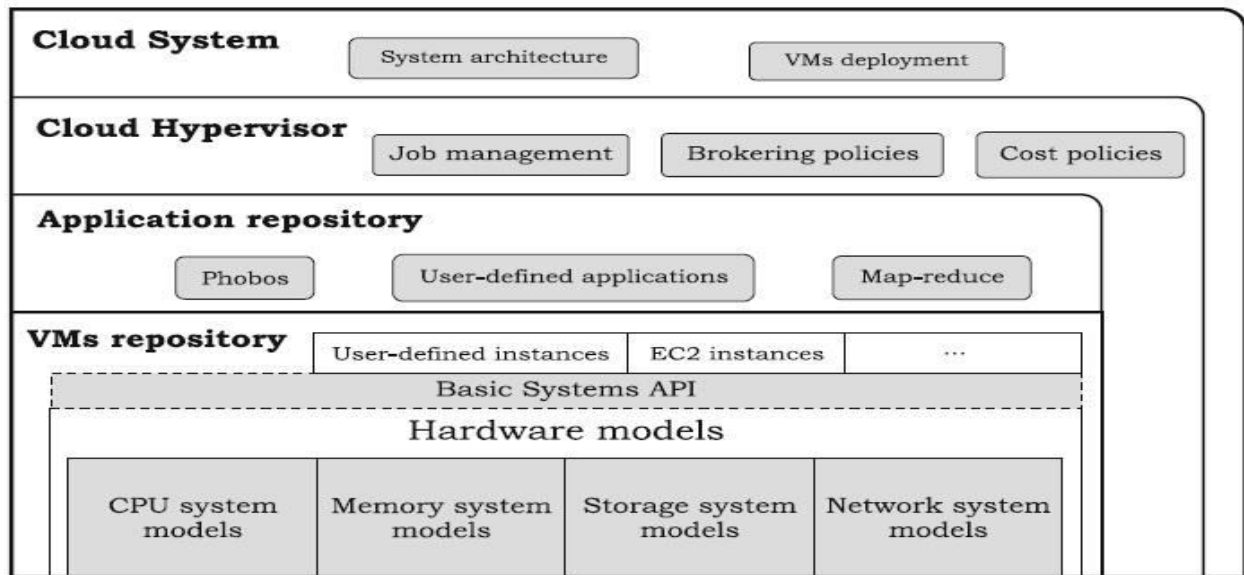 Cloud System
System architecture
VMs deployment
Cloud Hypervisor
Job management
Brokering policies
Cost policies
Application repository
Phobos
User-defined applications
Map-reduce
VMs repository
User-defined instances
EC2 instances
...
Basic Systems API
Hardware models
CPU system
models
Memory system
models
Storage system
models
Network system
models